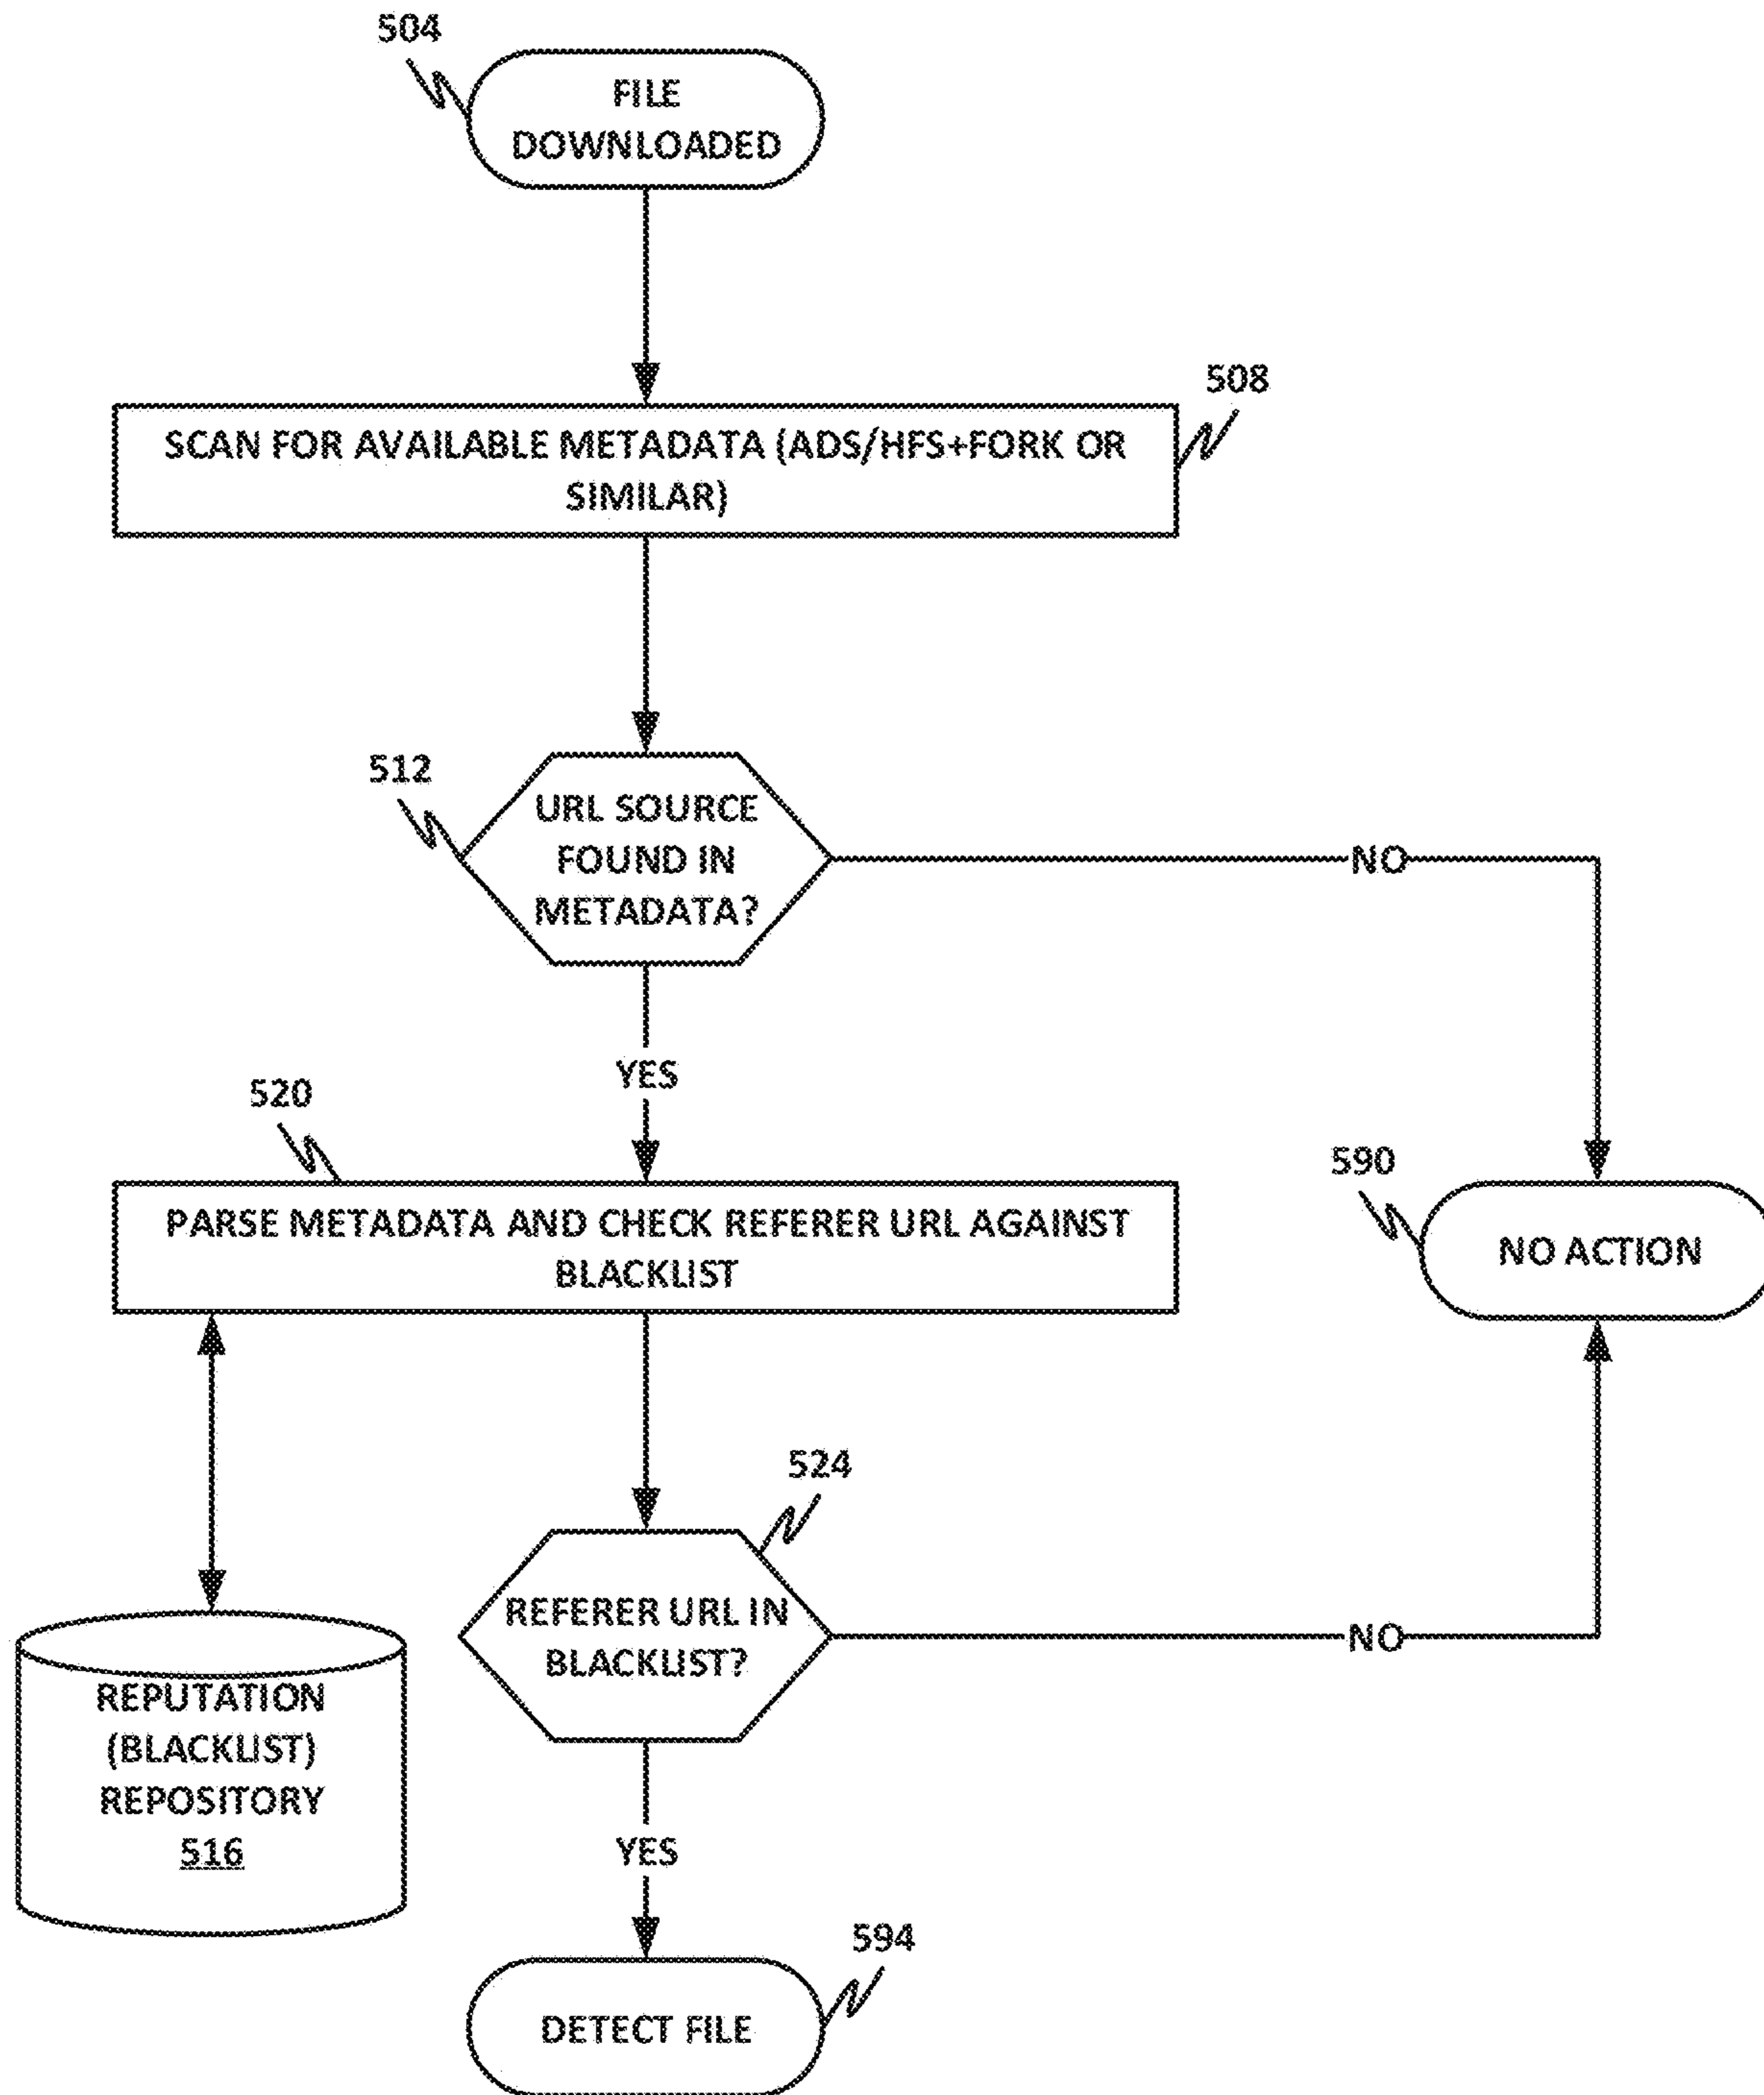 504
FILE
DOWNLOADED
508
SCAN FOR AVAILABLE METADATA (ADS/HFS+FORK OR
SIMILAR)
512
URL SOURCE
FOUND IN
METADATA?
NO
YES
520
PARSE METADATA AND CHECK REFERER URL AGAINST
BLACKLIST
590
NO ACTION
524
REFERER URL IN
BLACKLIST?
NO
REPUTATION
(BLACKLIST)
REPOSITORY
516
YES
594
DETECT FILE